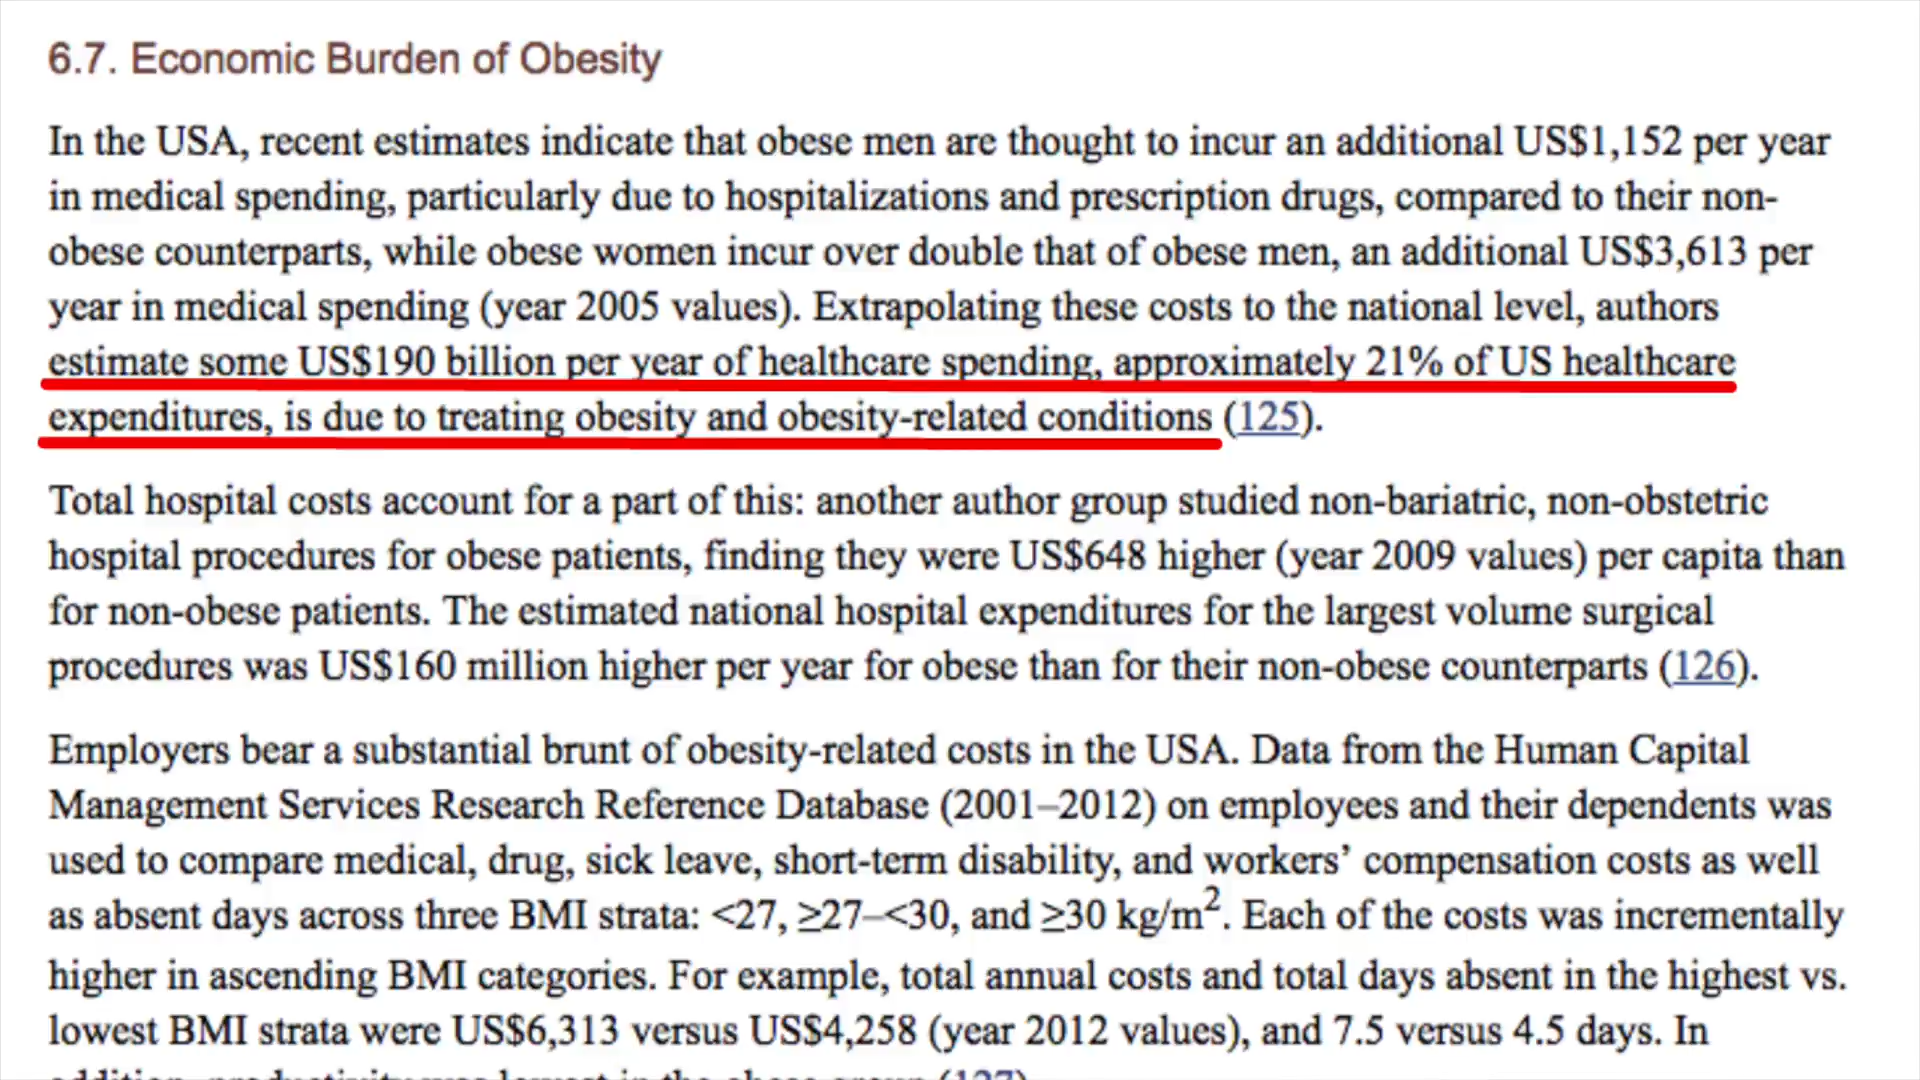 6.7. Economic Burden of Obesity
In the USA, recent estimates indicate that obese men are thought to incur an additional US$1,152 per year
in medical spending, particularly due to hospitalizations and prescription drugs, compared to their non-
obese counterparts, while obese women incur over double that of obese men, an additional US$3,613 per
year in medical spending (year 2005 values). Extrapolating these costs to the national level, authors
estimate some US$190 billion per year of healthcare spending, approximately 21% of US healthcare
expenditures, is due to treating obesity and obesity-related conditions (125).
Total hospital costs account for a part of this: another author group studied non-bariatric, non-obstetric
hospital procedures for obese patients, finding they were US$648 higher (year 2009 values) per capita than
for non-obese patients. The estimated national hospital expenditures for the largest volume surgical
procedures was US$160 million higher per year for obese than for their non-obese counterparts (126).
Employers bear a substantial brunt of obesity-related costs in the USA. Data from the Human Capital
Management Services Research Reference Database (2001–2012) on employees and their dependents was
used to compare medical, drug, sick leave, short-term disability, and workers’ compensation costs as well
as absent days across three BMI strata: <27, ≥27–<30, and ≥30 kg/m². Each of the costs was incrementally
higher in ascending BMI categories. For example, total annual costs and total days absent in the highest vs.
lowest BMI strata were US$6,313 versus US$4,258 (year 2012 values), and 7.5 versus 4.5 days. In